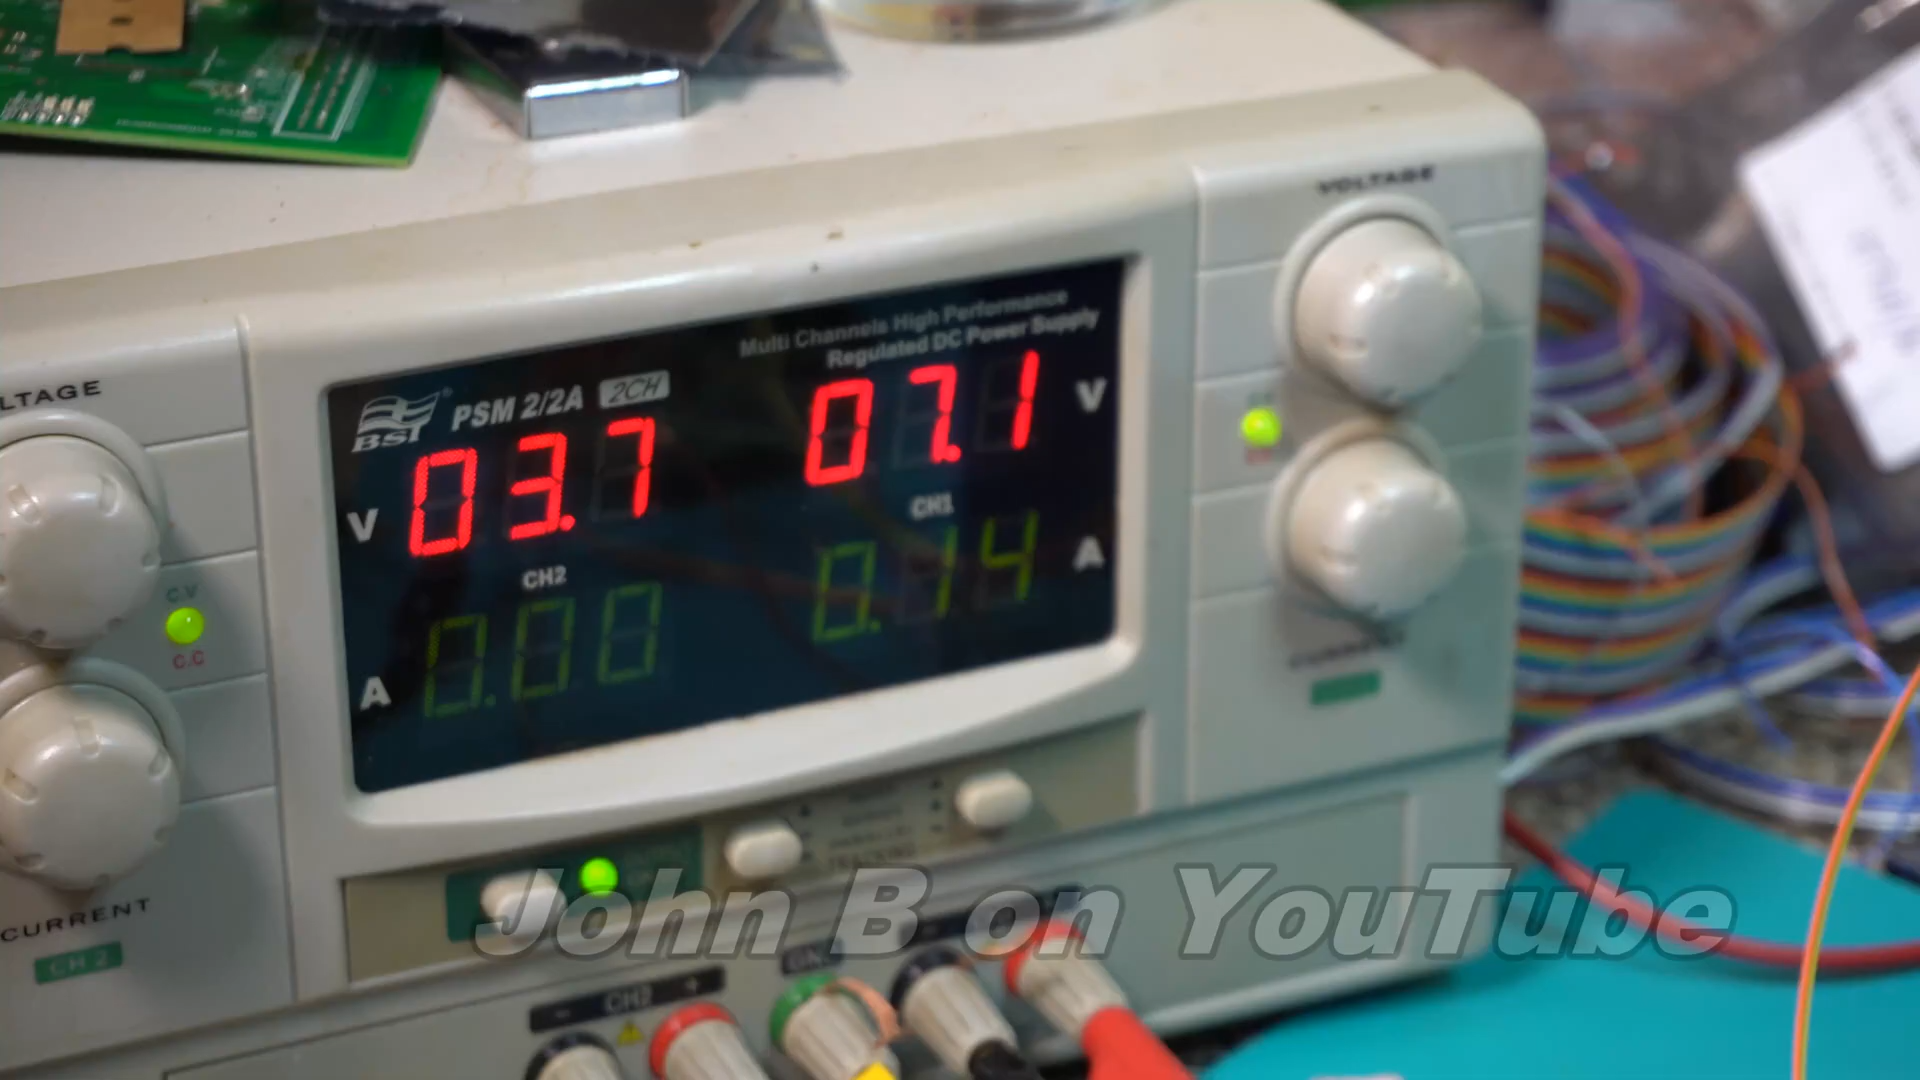 VOLTAGE
Multi Channels High Performance
Regulated DC Power Supply
BSI PSM 2/2A 2CH
LTAGE
V 03.7 07.1 V
CH1
CH2
A 0.00 0.14 A
C.V
C.C
CURRENT
CH 2
John B on YouTube
CH2
- +